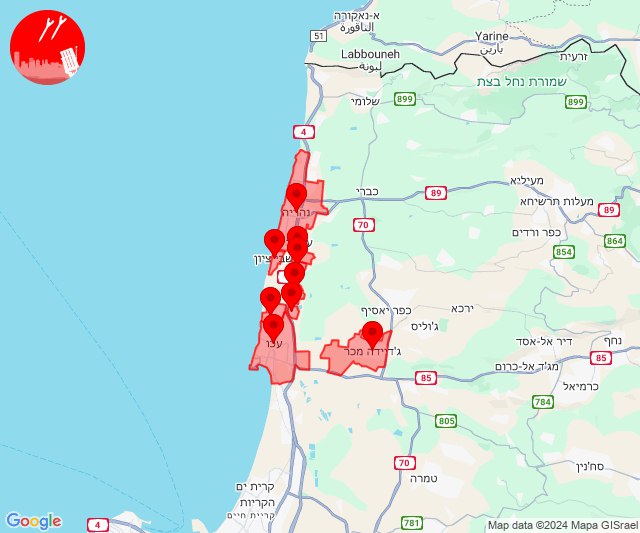 א-נאקורה
الناقورة
51
Yarine
يارين
Labbouneh
لبونة
זרעית
שמורת נחל בצת
899
שלומי
899
4
מעיליא
כברי
89
נהריה
מעלות תרשיחא
89
70
כפר ורדים
864
854
שבי ציון
כפר יאסיף
ירכא
ג'וליס
עכו
ג'דיידה מכר
דיר אל-אסד
נחף
85
מג'ד אל-כרום
85
כרמיאל
784
805
70
סח'נין
טמרה
קרית ים
הקריות
קרית חיים
Google
4
781
Map data ©2024 Mapa GISrael